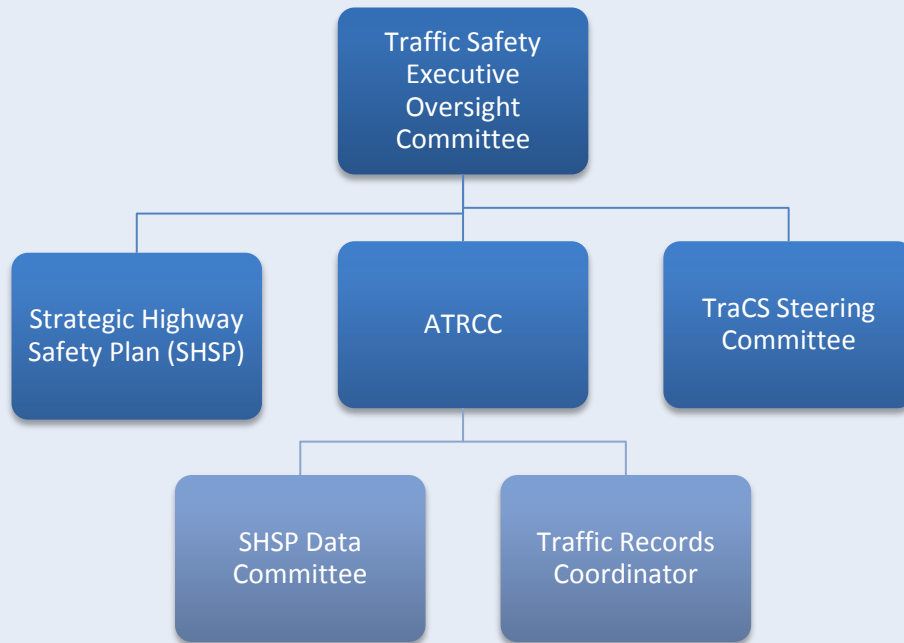 Traffic Safety
Executive
Oversight
Committee
Strategic Highway
Safety Plan (SHSP)
ATRCC
TraCS Steering
Committee
SHSP Data
Committee
Traffic Records
Coordinator